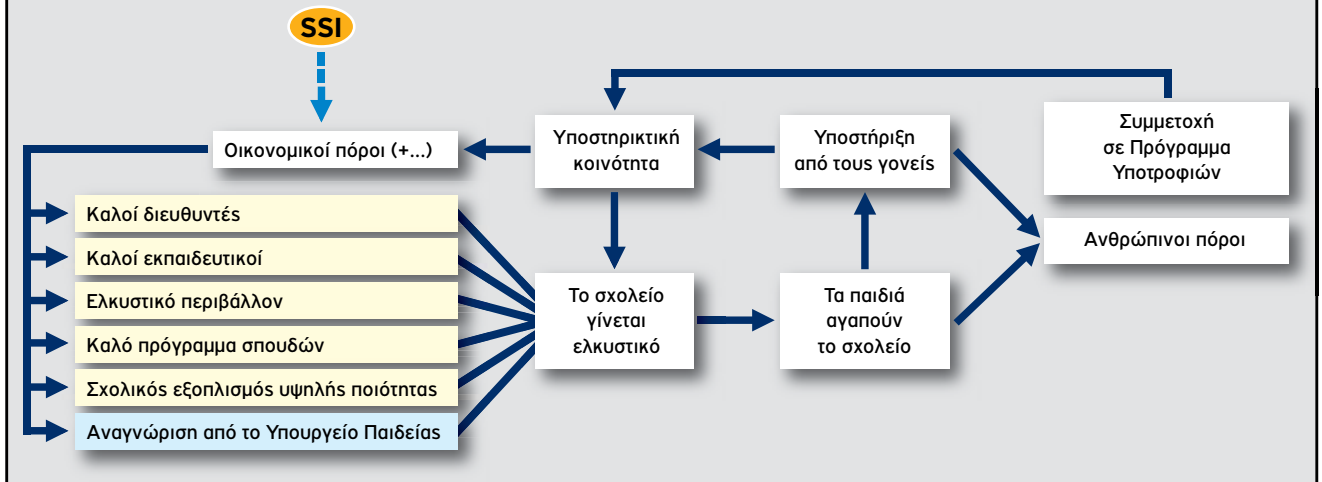 SSI
Οικονομικοί πόροι (+...)
Υποστηρικτική
κοινότητα
Υποστήριξη
από τους γονείς
Συμμετοχή
σε Πρόγραμμα
Υποτροφιών
Καλοί διευθυντές
Καλοί εκπαιδευτικοί
Ελκυστικό περιβάλλον
Καλό πρόγραμμα σπουδών
Σχολικός εξοπλισμός υψηλής ποιότητας
Αναγνώριση από το Υπουργείο Παιδείας
Το σχολείο
γίνεται
ελκυστικό
Τα παιδιά
αγαπούν
το σχολείο
Ανθρώπινοι πόροι